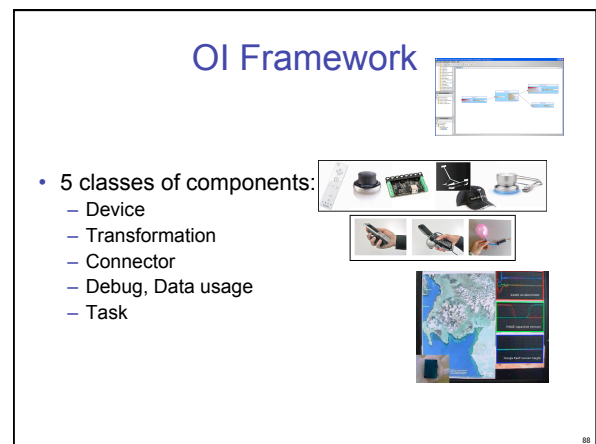 OI Framework
• 5 classes of components:
– Device
– Transformation
– Connector
– Debug, Data usage
– Task
88